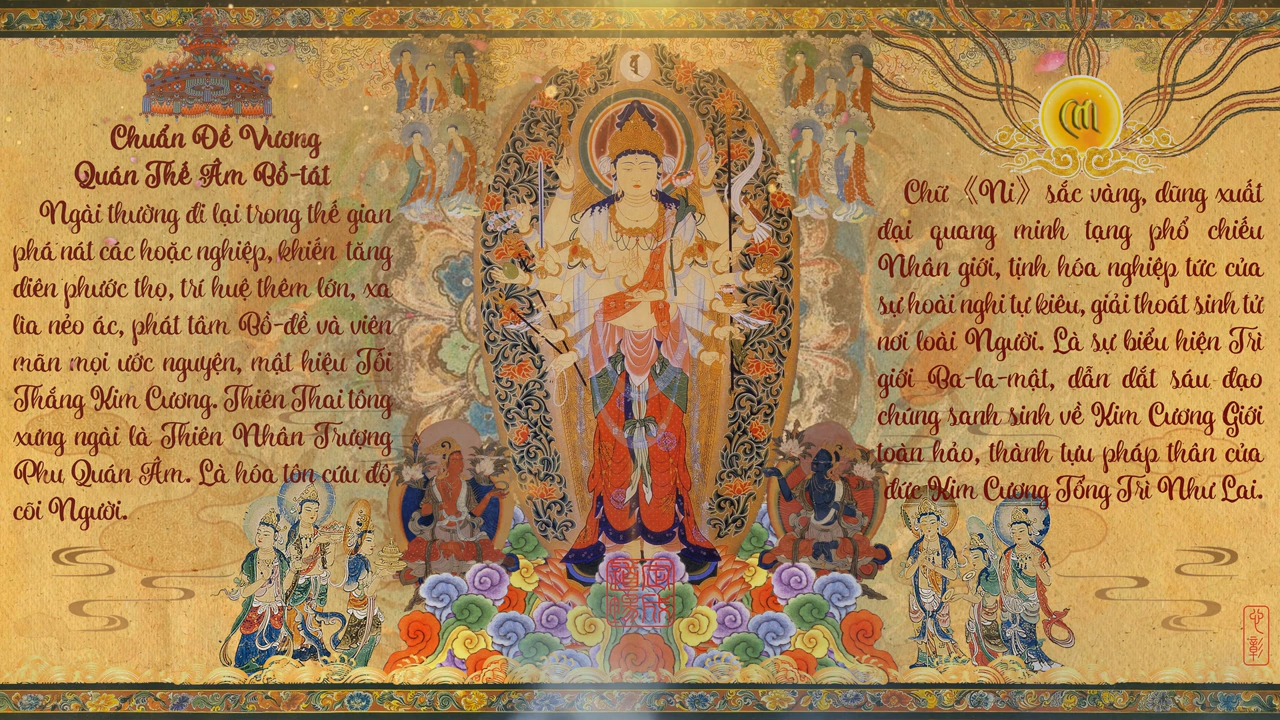 Chuẩn Đề Vương
Quán Thế Âm Bồ-tát
Ngài thường đi lại trong thế gian
phá nát các hoặc nghiệp, khiến tăng
diên phước thọ, trí huệ thêm lớn, xa
lìa nẻo ác, phát tâm Bồ-đề và viên
mãn mọi ước nguyện, mật hiệu Tối
Thắng Kim Cương. Thiên Thai tông
xưng ngài là Thiên Nhân Trượng
Phu Quán Âm. Là hóa tôn cứu độ
cõi Người.
Chữ 《Ni》 sắc vàng, dũng xuất
đại quang minh tạng phổ chiếu
Nhân giới, tịnh hóa nghiệp tức của
sự hoài nghi tự kiêu, giải thoát sinh tử
nơi loài Người. Là sự biểu hiện Trì
giới Ba-la-mật, dẫn dắt sáu đạo
chúng sanh sinh về Kim Cương Giới
toàn hảo, thành tựu pháp thân của
đức Kim Cương Tổng Trì Như Lai.